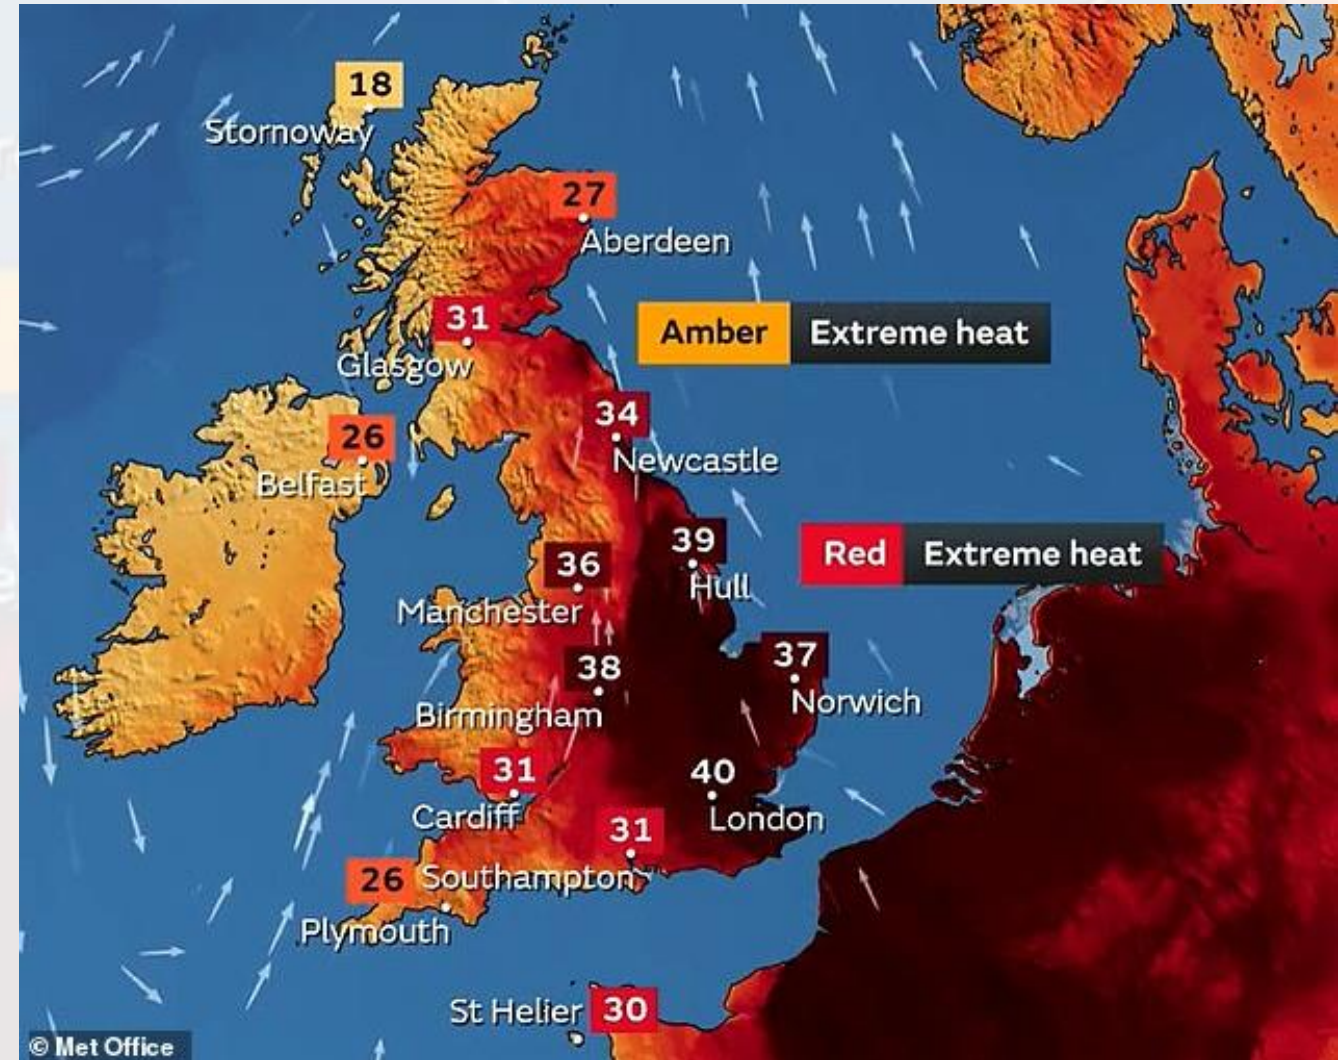 18
Stornoway
27
Aberdeen
31
Glasgow
Amber Extreme heat
34
Newcastle
26
Belfast
39
Hull
Red Extreme heat
36
Manchester
37
Norwich
38
Birmingham
31
Cardiff
40
London
31
Southampton
26
Plymouth
St Helier 30
© Met Office